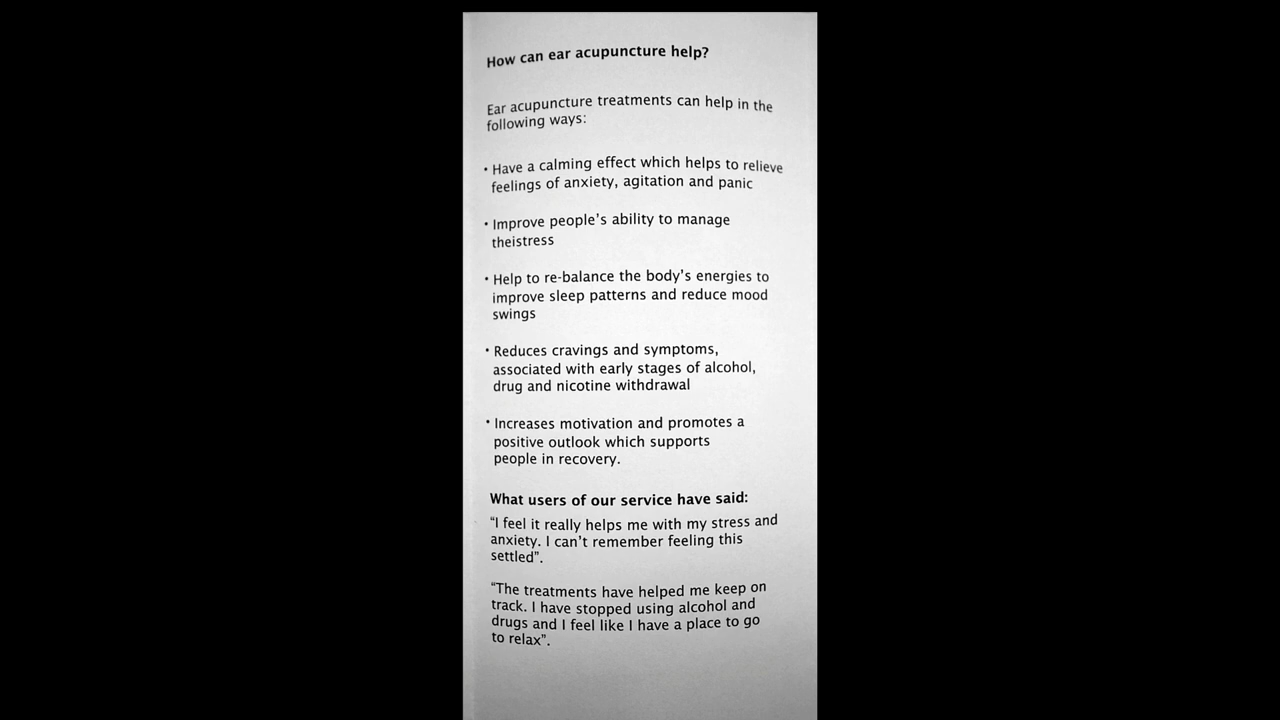 How can ear acupuncture help?
Ear acupuncture treatments can help in the
following ways:
• Have a calming effect which helps to relieve
feelings of anxiety, agitation and panic
• Improve people's ability to manage
theistress
• Help to re-balance the body's energies to
improve sleep patterns and reduce mood
swings
• Reduces cravings and symptoms,
associated with early stages of alcohol,
drug and nicotine withdrawal
• Increases motivation and promotes a
positive outlook which supports
people in recovery.
What users of our service have said:
“I feel it really helps me with my stress and
anxiety. I can't remember feeling this
settled”.
“The treatments have helped me keep on
track. I have stopped using alcohol and
drugs and I feel like I have a place to go
to relax”.